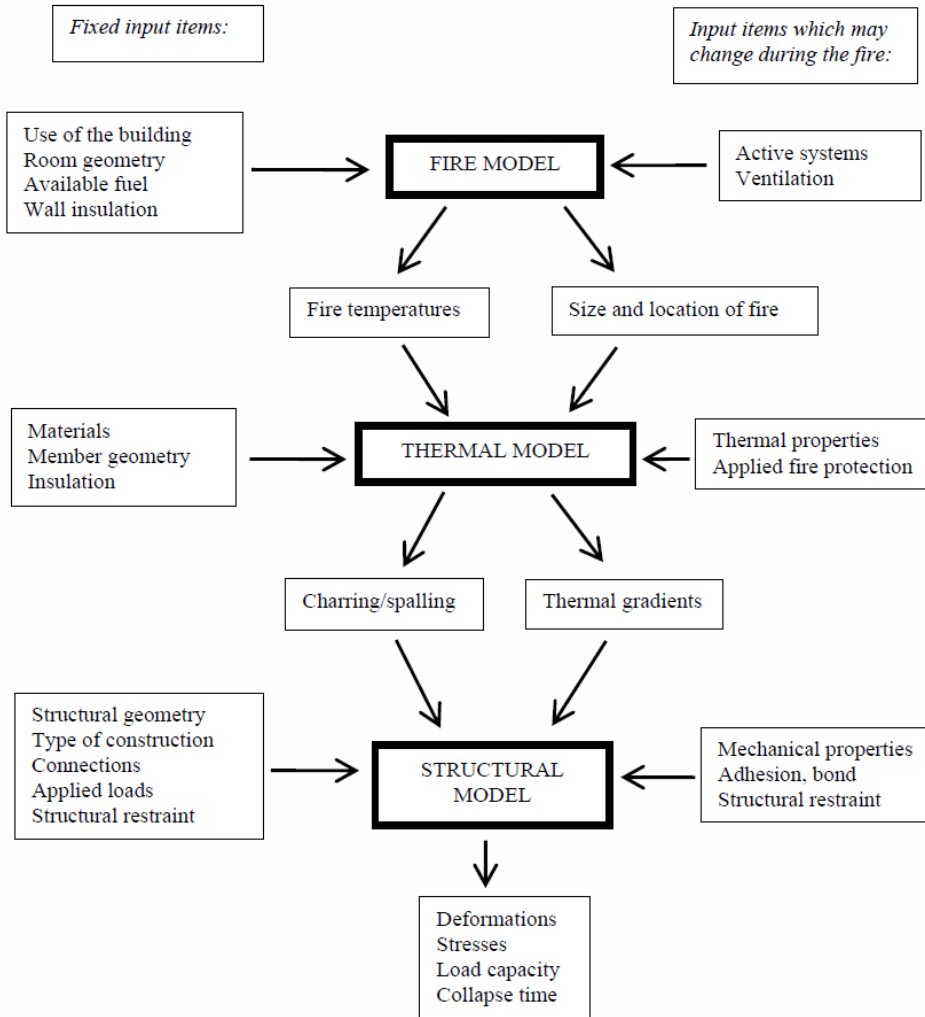 Fixed input items:
Input items which may
change during the fire:
Use of the building
Room geometry
Available fuel
Wall insulation
FIRE MODEL
Active systems
Ventilation
Fire temperatures
Size and location of fire
Materials
Member geometry
Insulation
THERMAL MODEL
Thermal properties
Applied fire protection
Charring/spalling
Thermal gradients
Structural geometry
Type of construction
Connections
Applied loads
Structural restraint
STRUCTURAL
MODEL
Mechanical properties
Adhesion, bond
Structural restraint
Deformations
Stresses
Load capacity
Collapse time